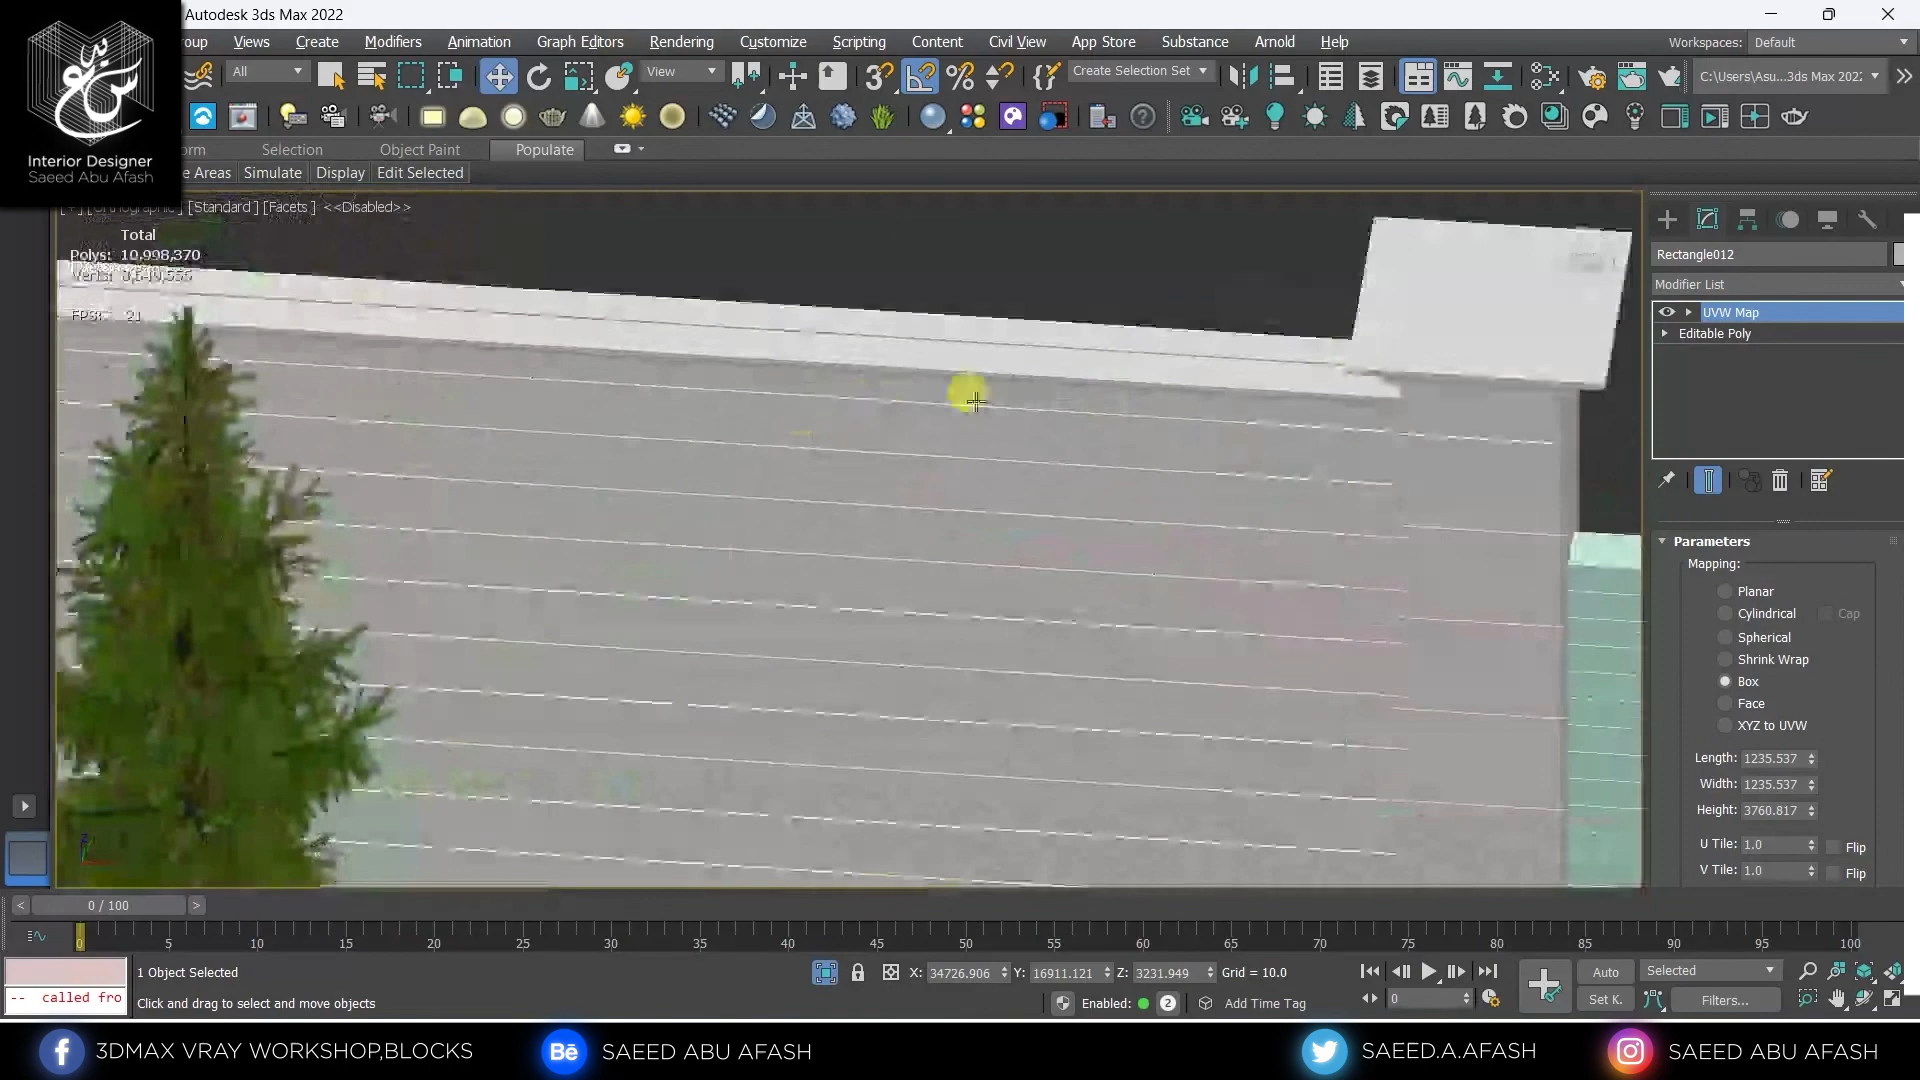 Autodesk 3ds Max 2022
سعيد
Interior Designer
Saeed Abu Afash
oup Views Create Modifiers Animation Graph Editors Rendering Customize Scripting Content Civil View App Store Substance Arnold Help
Workspaces: Default
All View Create Selection Set C:\Users\Asu...3ds Max 202
rm Selection Object Paint Populate
e Areas Simulate Display Edit Selected
[Standard ] [Facets ] <<Disabled>>
Total
Polys: 10,998,370
Verts:
FPS: 21
Rectangle012
Modifier List
UVW Map
Editable Poly
Parameters
Mapping:
Planar
Cylindrical Cap
Spherical
Shrink Wrap
Box
Face
XYZ to UVW
Length: 1235.537
Width: 1235.537
Height: 3760.817
U Tile: 1.0 Flip
V Tile: 1.0 Flip
< 0 / 100 >
0 5 10 15 20 25 30 35 40 45 50 55 60 65 70 75 80 85 90 95 100
1 Object Selected X: 34726.906 Y: 16911.121 Z: 3231.949 Grid = 10.0 Auto Selected
-- called fro Click and drag to select and move objects Enabled: 2 Add Time Tag 0 Set K. Filters...
3DMAX VRAY WORKSHOP,BLOCKS Bē SAEED ABU AFASH SAEED.A.AFASH SAEED ABU AFASH